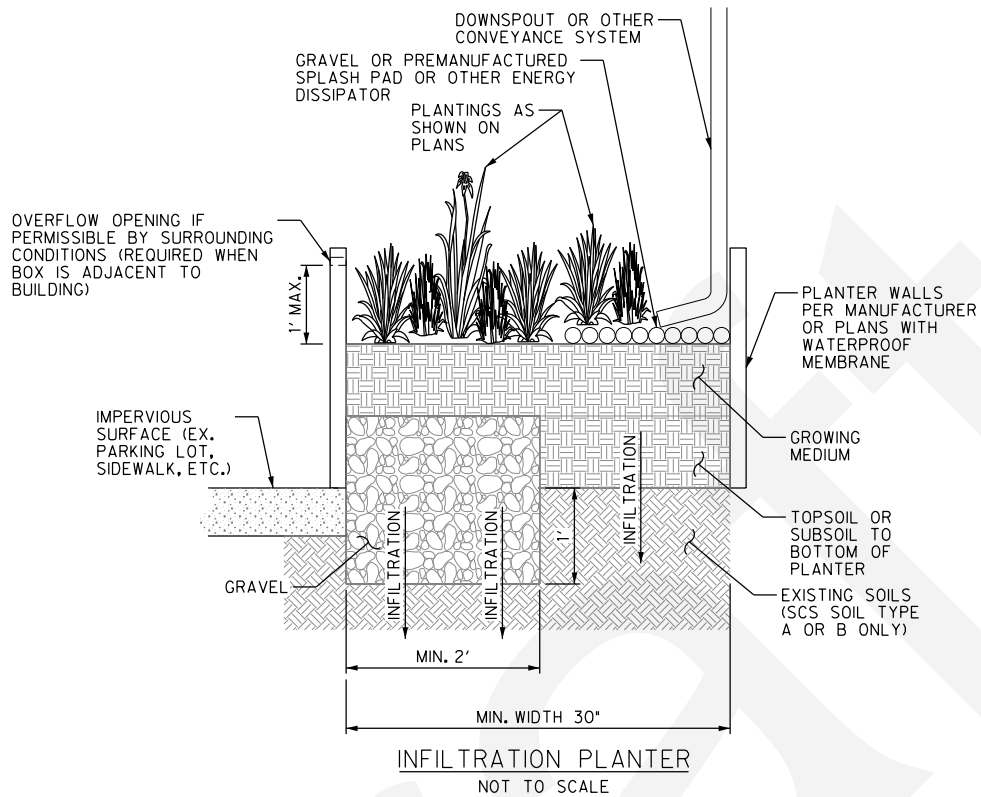 DOWNSPOUT OR OTHER
CONVEYANCE SYSTEM
GRAVEL OR PREMANUFACTURED
SPLASH PAD OR OTHER ENERGY
DISSIPATOR
PLANTINGS AS
SHOWN ON
PLANS
OVERFLOW OPENING IF
PERMISSIBLE BY SURROUNDING
CONDITIONS (REQUIRED WHEN
BOX IS ADJACENT TO
BUILDING)
1' MAX.
PLANTER WALLS
PER MANUFACTURER
OR PLANS WITH
WATERPROOF
MEMBRANE
IMPERVIOUS
SURFACE (EX.
PARKING LOT,
SIDEWALK, ETC.)
GROWING
MEDIUM
INFILTRATION
INFILTRATION
INFILTRATION
1'
TOPSOIL OR
SUBSOIL TO
BOTTOM OF
PLANTER
GRAVEL
EXISTING SOILS
(SCS SOIL TYPE
A OR B ONLY)
MIN. 2'
MIN. WIDTH 30"
INFILTRATION PLANTER
NOT TO SCALE